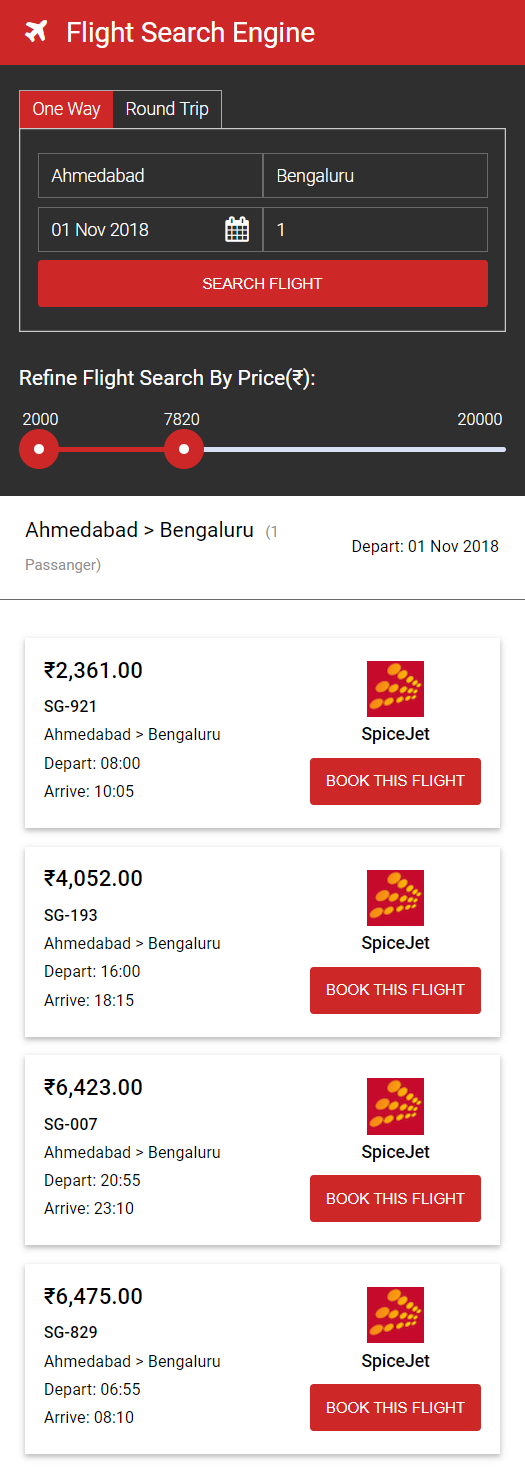 Flight Search Engine
One Way Round Trip
Ahmedabad Bengaluru
01 Nov 2018 1
SEARCH FLIGHT
Refine Flight Search By Price(₹):
2000 7820 20000
Ahmedabad > Bengaluru (1
Passanger)
Depart: 01 Nov 2018
₹2,361.00
SG-921
Ahmedabad > Bengaluru
Depart: 08:00
Arrive: 10:05
SpiceJet
BOOK THIS FLIGHT
₹4,052.00
SG-193
Ahmedabad > Bengaluru
Depart: 16:00
Arrive: 18:15
SpiceJet
BOOK THIS FLIGHT
₹6,423.00
SG-007
Ahmedabad > Bengaluru
Depart: 20:55
Arrive: 23:10
SpiceJet
BOOK THIS FLIGHT
₹6,475.00
SG-829
Ahmedabad > Bengaluru
Depart: 06:55
Arrive: 08:10
SpiceJet
BOOK THIS FLIGHT